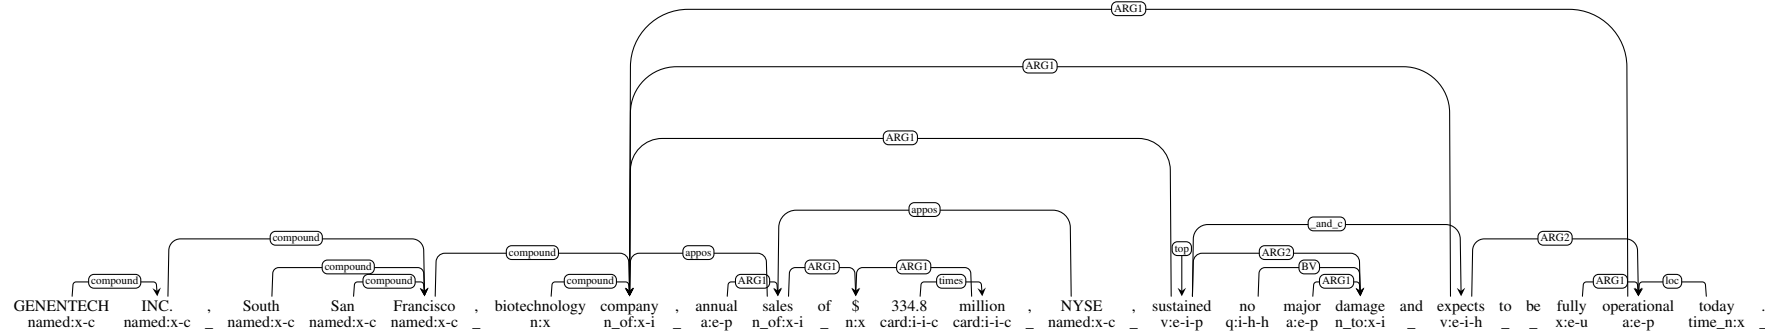 ARG1
ARG1
ARG1
appos
compound _and_c
compound compound appos top ARG2 ARG2
compound ARG1 ARG1 BV
compound compound compound ARG1 times ARG1 ARG1 loc
GENENTECH INC. , South San Francisco , biotechnology company , annual sales of $ 334.8 million , NYSE , sustained no major damage and expects to be fully operational today .
named:x-c named:x-c _ named:x-c named:x-c named:x-c _ n:x n_of:x-i _ a:e-p n_of:x-i _ n:x card:i-i-c card:i-i-c _ named:x-c _ v:e-i-p q:i-h-h a:e-p n_to:x-i _ v:e-i-h _ _ x:e-u a:e-p time_n:x _